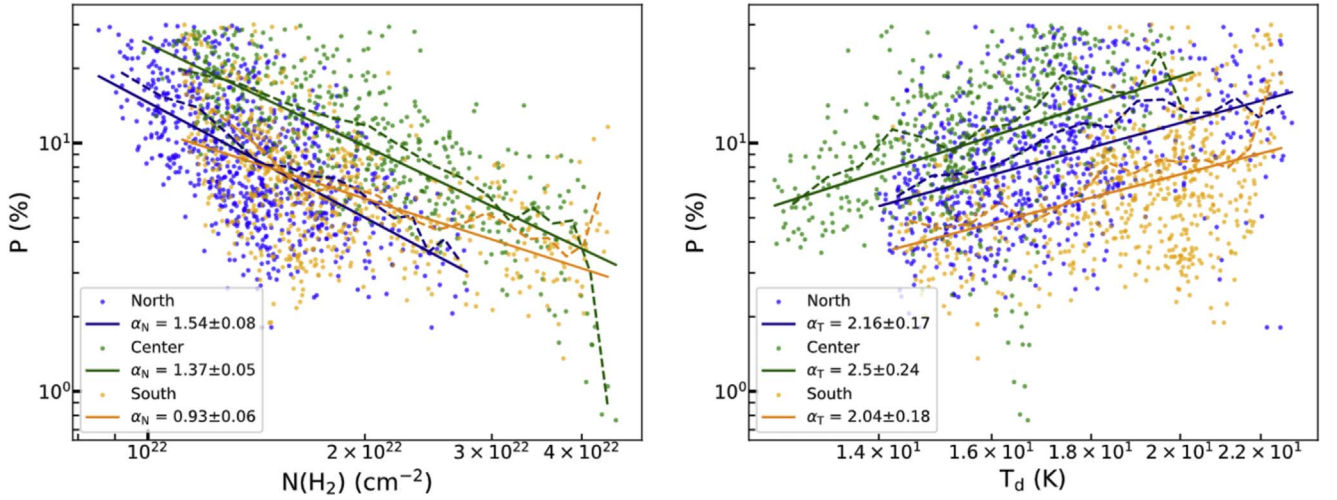 P (%)
10¹
10⁰
North
α_N = 1.54±0.08
Center
α_N = 1.37±0.05
South
α_N = 0.93±0.06
10²²
2×10²²
3×10²²
4×10²²
N(H₂) (cm⁻²)
P (%)
10¹
10⁰
North
α_T = 2.16±0.17
Center
α_T = 2.5±0.24
South
α_T = 2.04±0.18
1.4×10¹
1.6×10¹
1.8×10¹
2×10¹
2.2×10¹
T_d (K)